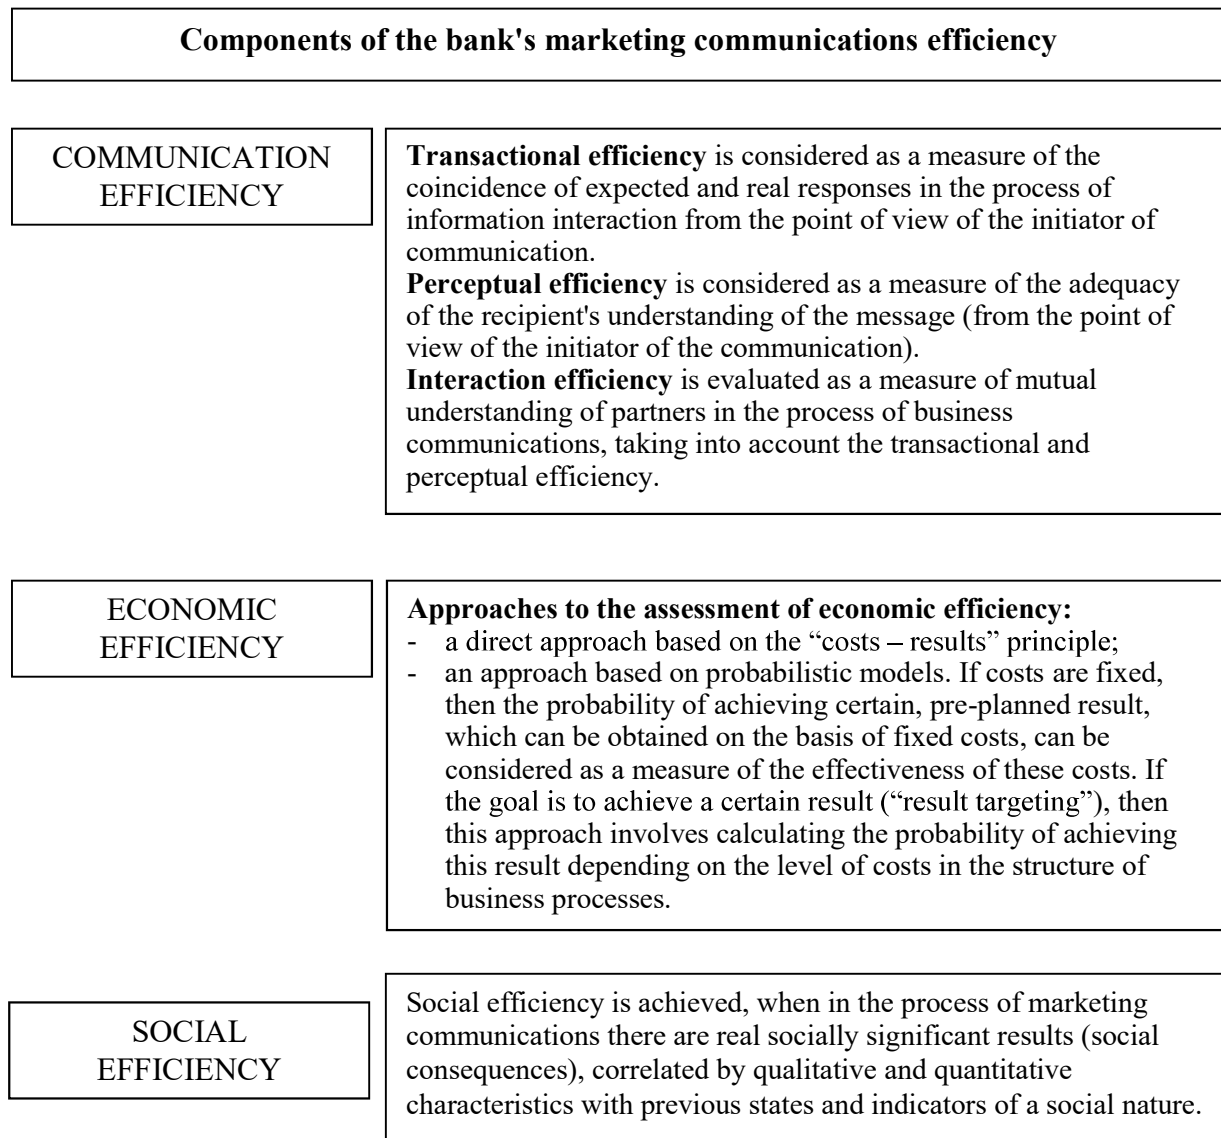 Components of the bank's marketing communications efficiency
COMMUNICATION
EFFICIENCY
Transactional efficiency is considered as a measure of the
coincidence of expected and real responses in the process of
information interaction from the point of view of the initiator of
communication.
Perceptual efficiency is considered as a measure of the adequacy
of the recipient's understanding of the message (from the point of
view of the initiator of the communication).
Interaction efficiency is evaluated as a measure of mutual
understanding of partners in the process of business
communications, taking into account the transactional and
perceptual efficiency.
ECONOMIC
EFFICIENCY
Approaches to the assessment of economic efficiency:
- a direct approach based on the “costs – results” principle;
- an approach based on probabilistic models. If costs are fixed,
then the probability of achieving certain, pre-planned result,
which can be obtained on the basis of fixed costs, can be
considered as a measure of the effectiveness of these costs. If
the goal is to achieve a certain result (“result targeting”), then
this approach involves calculating the probability of achieving
this result depending on the level of costs in the structure of
business processes.
SOCIAL
EFFICIENCY
Social efficiency is achieved, when in the process of marketing
communications there are real socially significant results (social
consequences), correlated by qualitative and quantitative
characteristics with previous states and indicators of a social nature.